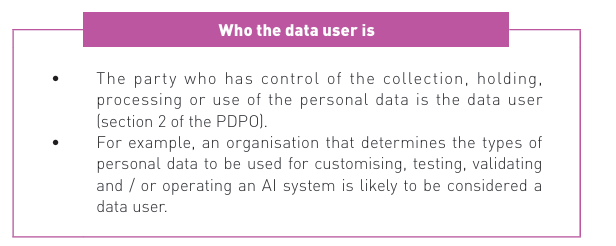 Who the data user is
• The party who has control of the collection, holding,
processing or use of the personal data is the data user
(section 2 of the PDPO).
• For example, an organisation that determines the types of
personal data to be used for customising, testing, validating
and / or operating an AI system is likely to be considered a
data user.